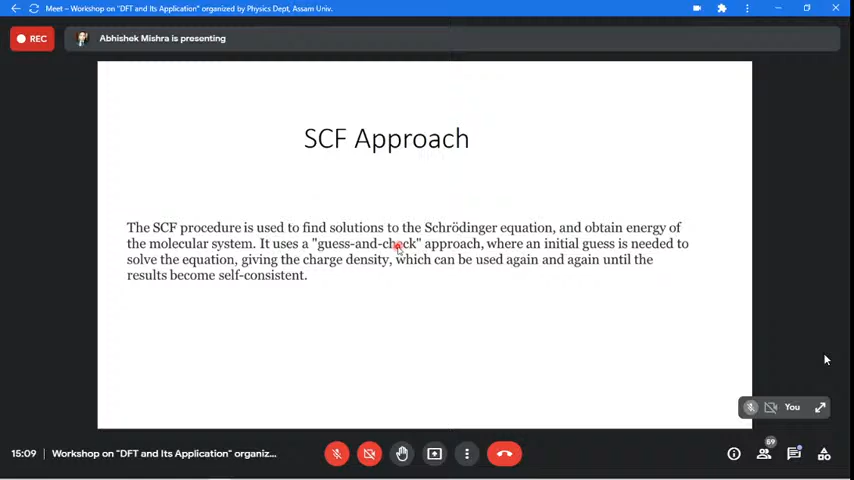 Meet – Workshop on "DFT and Its Application" organized by Physics Dept, Assam Univ.
REC
Abhishek Mishra is presenting
SCF Approach
The SCF procedure is used to find solutions to the Schrödinger equation, and obtain energy of
the molecular system. It uses a "guess-and-check" approach, where an initial guess is needed to
solve the equation, giving the charge density, which can be used again and again until the
results become self-consistent.
You
15:09
Workshop on "DFT and Its Application" organiz...
59